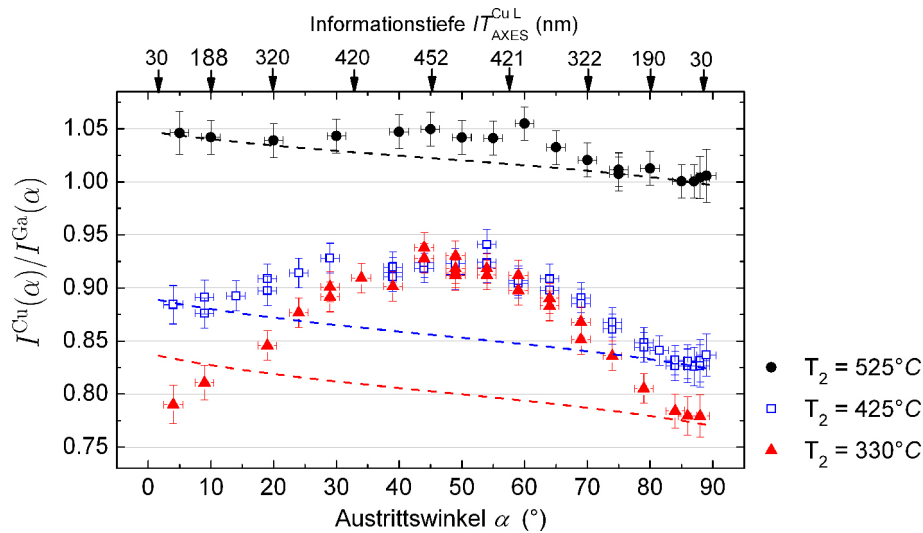 Informationstiefe IT^{Cu L}_{AXES} (nm)
30 188 320 420 452 421 322 190 30
I^{Cu}(α)/I^{Ga}(α)
1.05
1.00
0.95
0.90
0.85
0.80
0.75
0 10 20 30 40 50 60 70 80 90
Austrittswinkel α (°)
T₂ = 525°C
T₂ = 425°C
T₂ = 330°C